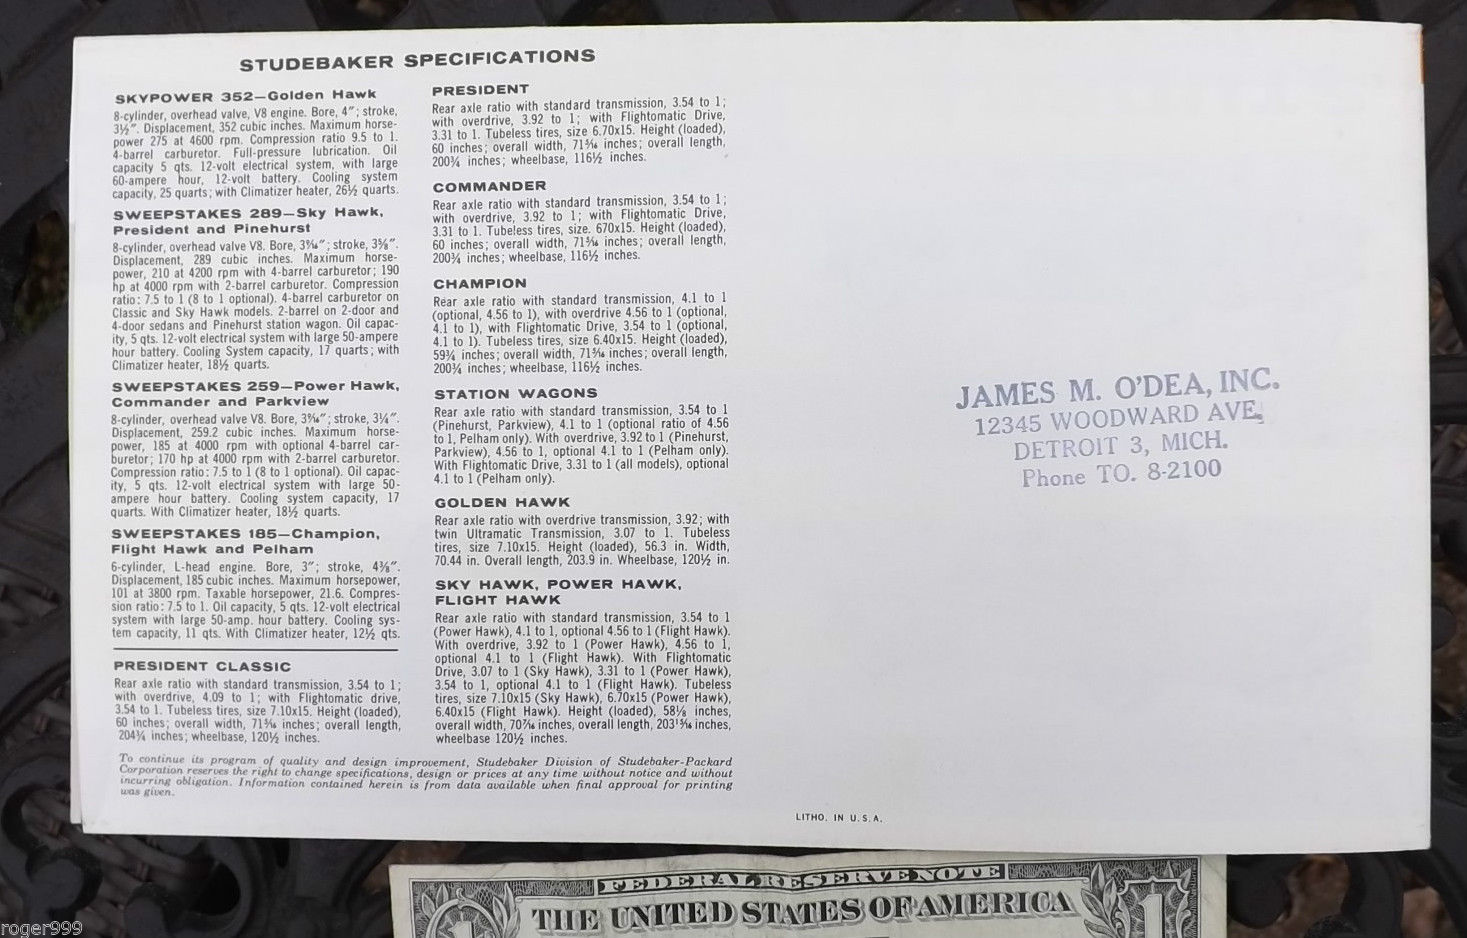 STUDEBAKER SPECIFICATIONS
SKYPOWER 352—Golden Hawk
8-cylinder, overhead valve, V8 engine. Bore, 4″; stroke,
3½″. Displacement, 352 cubic inches. Maximum horse-
power 275 at 4600 rpm. Compression ratio 9.5 to 1.
4-barrel carburetor. Full-pressure lubrication. Oil
capacity 5 qts. 12-volt electrical system, with large
60-ampere hour, 12-volt battery. Cooling system
capacity, 25 quarts; with Climatizer heater, 26½ quarts.
SWEEPSTAKES 289—Sky Hawk,
President and Pinehurst
8-cylinder, overhead valve V8. Bore, 3⁹⁄₁₆″; stroke, 3⅝″.
Displacement, 289 cubic inches. Maximum horse-
power, 210 at 4200 rpm with 4-barrel carburetor; 190
hp at 4000 rpm with 2-barrel carburetor. Compression
ratio: 7.5 to 1 (8 to 1 optional). 4-barrel carburetor on
Classic and Sky Hawk models. 2-barrel on 2-door and
4-door sedans and Pinehurst station wagon. Oil capac-
ity, 5 qts. 12-volt electrical system with large 50-ampere
hour battery. Cooling System capacity, 17 quarts; with
Climatizer heater, 18½ quarts.
SWEEPSTAKES 259—Power Hawk,
Commander and Parkview
8-cylinder, overhead valve V8. Bore, 3⁹⁄₁₆″; stroke, 3¼″.
Displacement, 259.2 cubic inches. Maximum horse-
power, 185 at 4000 rpm with optional 4-barrel car-
buretor; 170 hp at 4000 rpm with 2-barrel carburetor.
Compression ratio: 7.5 to 1 (8 to 1 optional). Oil capac-
ity, 5 qts. 12-volt electrical system with large 50-
ampere hour battery. Cooling system capacity, 17
quarts. With Climatizer heater, 18½ quarts.
SWEEPSTAKES 185—Champion,
Flight Hawk and Pelham
6-cylinder, L-head engine. Bore, 3″; stroke, 4⅜″.
Displacement, 185 cubic inches. Maximum horsepower,
101 at 3800 rpm. Taxable horsepower, 21.6. Compres-
sion ratio: 7.5 to 1. Oil capacity, 5 qts. 12-volt electrical
system with large 50-amp. hour battery. Cooling sys-
tem capacity, 11 qts. With Climatizer heater, 12½ qts.
PRESIDENT CLASSIC
Rear axle ratio with standard transmission, 3.54 to 1;
with overdrive, 4.09 to 1; with Flightomatic drive,
3.54 to 1. Tubeless tires, size 7.10x15. Height (loaded),
60 inches; overall width, 71⁵⁄₁₆ inches; overall length,
204¾ inches; wheelbase, 120½ inches.
PRESIDENT
Rear axle ratio with standard transmission, 3.54 to 1;
with overdrive, 3.92 to 1; with Flightomatic Drive,
3.31 to 1. Tubeless tires, size 6.70x15. Height (loaded)
60 inches; overall width, 71⁵⁄₁₆ inches; overall length,
200¾ inches; wheelbase, 116½ inches.
COMMANDER
Rear axle ratio with standard transmission, 3.54 to 1;
with overdrive, 3.92 to 1; with Flightomatic Drive,
3.31 to 1. Tubeless tires, size. 670x15. Height (loaded)
60 inches; overall width, 71⁵⁄₁₆ inches; overall length,
200¾ inches; wheelbase, 116½ inches.
CHAMPION
Rear axle ratio with standard transmission, 4.1 to 1
(optional, 4.56 to 1), with overdrive 4.56 to 1 (optional,
4.1 to 1), with Flightomatic Drive, 3.54 to 1 (optional,
4.1 to 1). Tubeless tires, size 6.40x15. Height (loaded),
59¾ inches; overall width, 71⁵⁄₁₆ inches; overall length,
200¾ inches; wheelbase, 116½ inches.
STATION WAGONS
Rear axle ratio with standard transmission, 3.54 to 1
(Pinehurst, Parkview), 4.1 to 1 (optional ratio of 4.56
to 1, Pelham only). With overdrive, 3.92 to 1 (Pinehurst,
Parkview), 4.56 to 1, optional 4.1 to 1 (Pelham only).
With Flightomatic Drive, 3.31 to 1 (all models), optional
4.1 to 1 (Pelham only).
GOLDEN HAWK
Rear axle ratio with overdrive transmission, 3.92; with
twin Ultramatic Transmission, 3.07 to 1. Tubeless
tires, size 7.10x15. Height (loaded), 56.3 in. Width,
70.44 in. Overall length, 203.9 in. Wheelbase, 120½ in.
SKY HAWK, POWER HAWK,
FLIGHT HAWK
Rear axle ratio with standard transmission, 3.54 to 1
(Power Hawk), 4.1 to 1, optional 4.56 to 1 (Flight Hawk).
With overdrive, 3.92 to 1 (Power Hawk), 4.56 to 1,
optional 4.1 to 1 (Flight Hawk). With Flightomatic
Drive, 3.07 to 1 (Sky Hawk), 3.31 to 1 (Power Hawk),
3.54 to 1, optional 4.1 to 1 (Flight Hawk). Tubeless
tires, size 7.10x15 (Sky Hawk), 6.70x15 (Power Hawk),
6.40x15 (Flight Hawk). Height (loaded), 58⅛ inches,
overall width, 70⁷⁄₁₆ inches, overall length, 203¹⁵⁄₁₆ inches,
wheelbase 120½ inches.
To continue its program of quality and design improvement, Studebaker Division of Studebaker-Packard
Corporation reserves the right to change specifications, design or prices at any time without notice and without
incurring obligation. Information contained herein is from data available when final approval for printing
was given.
JAMES M. O'DEA, INC.
12345 WOODWARD AVE.
DETROIT 3, MICH.
Phone TO. 8-2100
LITHO. IN U.S.A.
FEDERAL RESERVE NOTE
THE UNITED STATES OF AMERICA
roger999